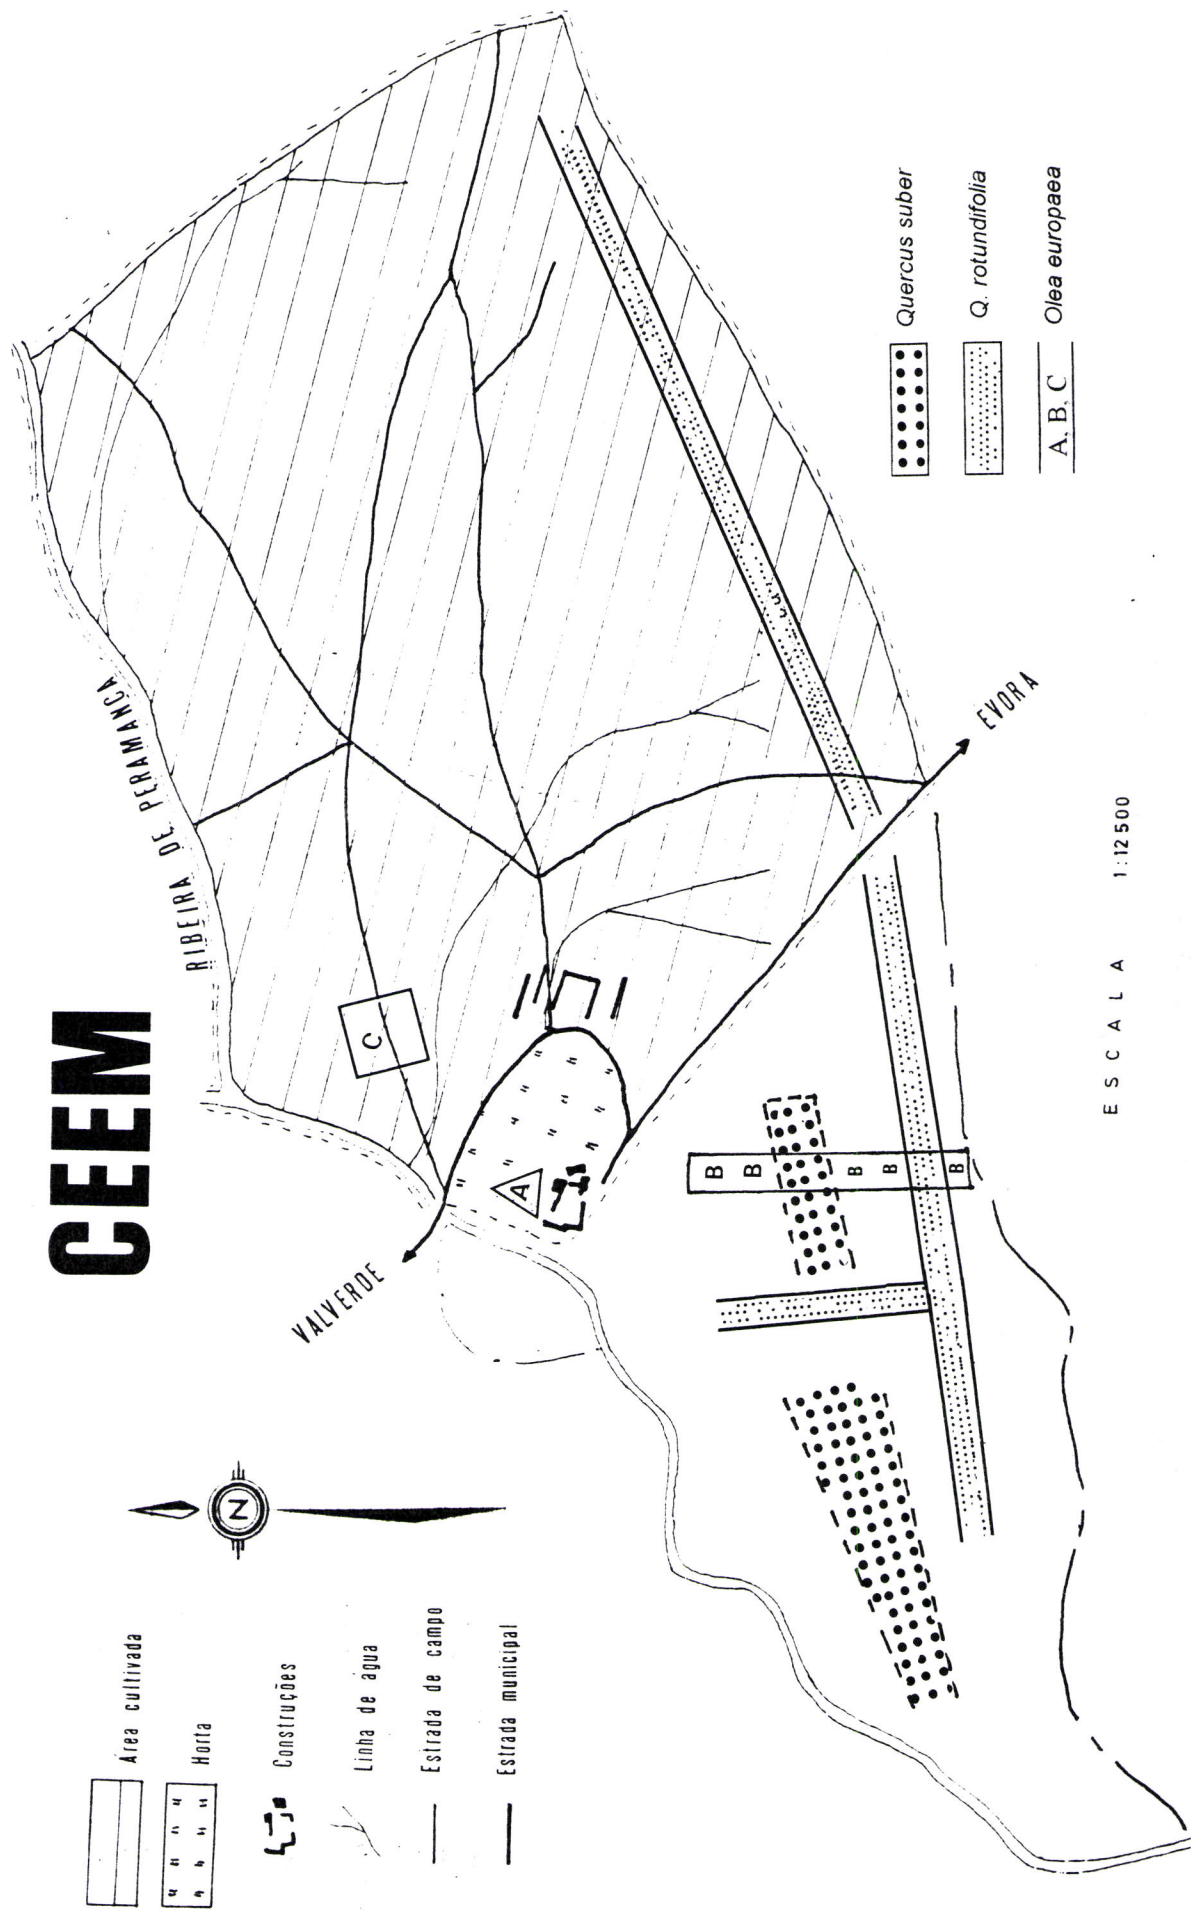 CEEM
Área cultivada
Horta
Construções
Linha de água
Estrada de campo
Estrada municipal
N
VALVERDE
RIBEIRA DE PERAMANCA
C
A
B
B
B
B
B
EVORA
Quercus suber
Q. rotundifolia
A, B, C
Olea europaea
ESCALA 1:12500